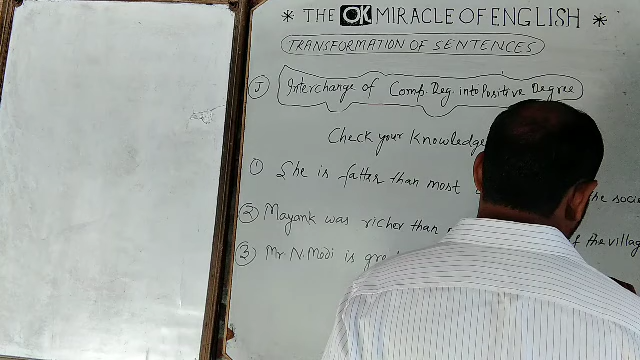 * THE OK MIRACLE OF ENGLISH *
TRANSFORMATION OF SENTENCES
J) Interchange of Comp. Deg. into Positive Degree
Check your Knowledge
① She is fatter than most the socie
② Mayank was richer than of the villag
③ Mr N. Modi is gre